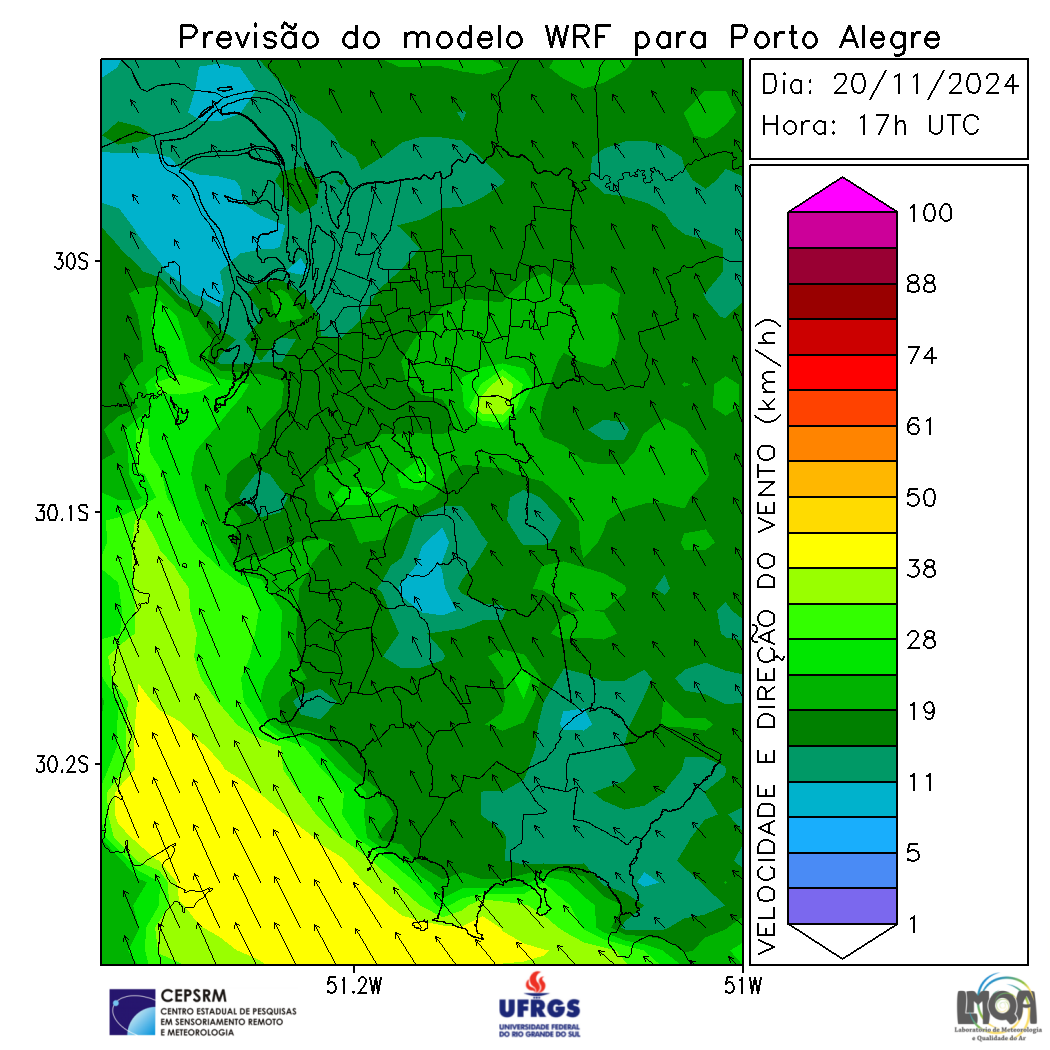 Previsão do modelo WRF para Porto Alegre
Dia: 20/11/2024
Hora: 17h UTC
30S
30.1S
30.2S
51.2W
51W
VELOCIDADE E DIREÇÃO DO VENTO (km/h)
100
88
74
61
50
38
28
19
11
5
1
CEPSRM
CENTRO ESTADUAL DE PESQUISAS
EM SENSORIAMENTO REMOTO
E METEOROLOGIA
UFRGS
UNIVERSIDADE FEDERAL
DO RIO GRANDE DO SUL
LMQA
Laboratório de Meteorologia
e Qualidade do Ar